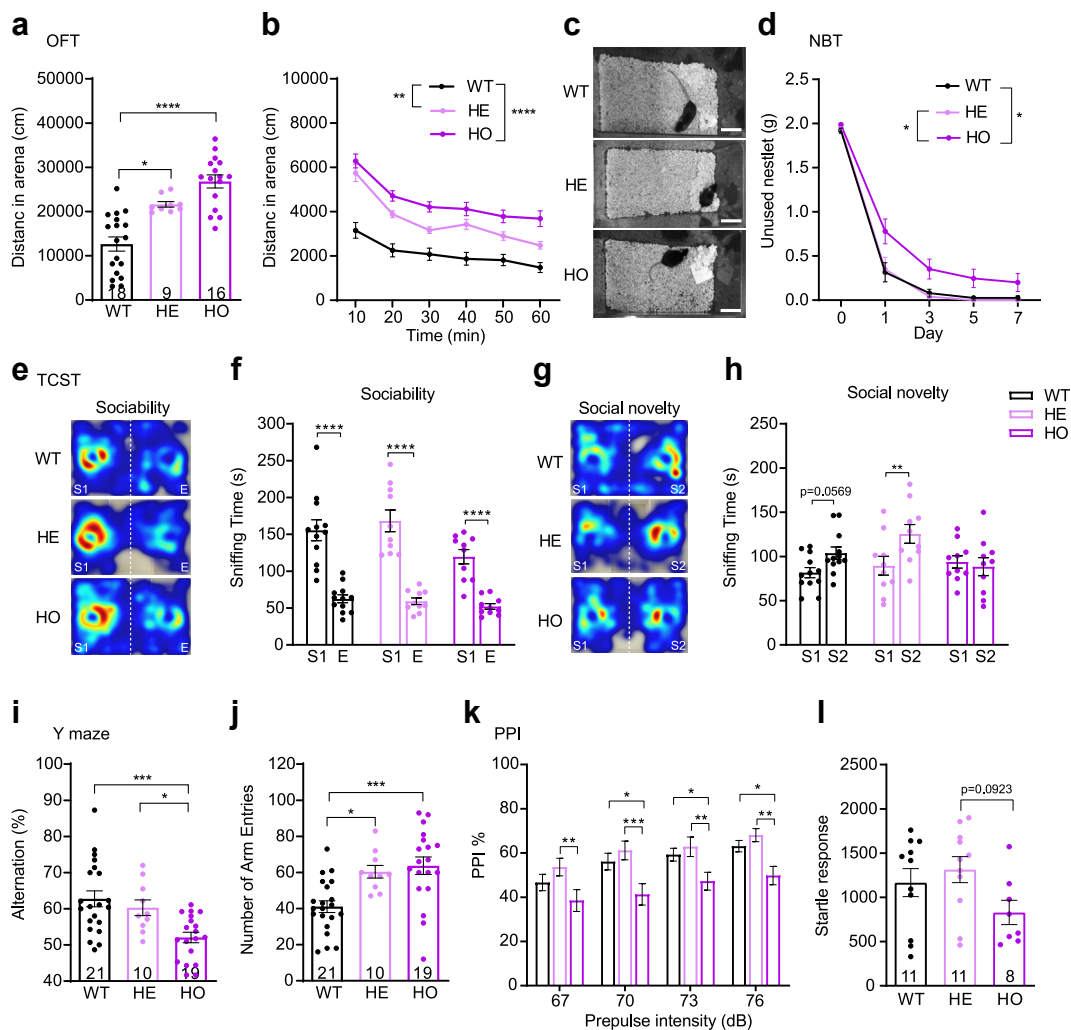 a OFT
Distanc in arena (cm)
50000
40000
30000
20000
10000
0
****
*
18 9 16
WT HE HO
b
Distanc in arena (cm)
10000
8000
6000
4000
2000
0
WT
HE
HO
**
****
10 20 30 40 50 60
Time (min)
c
WT
HE
HO
d NBT
Unused nestlet (g)
2.5
2.0
1.5
1.0
0.5
0.0
WT
HE
HO
*
*
0 1 3 5 7
Day
e TCST
Sociability
WT
S1 E
HE
S1 E
HO
S1 E
f
Sociability
Sniffing Time (s)
300
250
200
150
100
50
0
**** **** ****
S1 E S1 E S1 E
g
Social novelty
WT
S1 S2
HE
S1 S2
HO
S1 S2
h
Social novelty
Sniffing Time (s)
250
200
150
100
50
0
p=0.0569
**
S1 S2 S1 S2 S1 S2
WT
HE
HO
i Y maze
Alternation (%)
100
90
80
70
60
50
40
***
*
21 10 19
WT HE HO
j
Number of Arm Entries
120
100
80
60
40
20
0
***
*
21 10 19
WT HE HO
k PPI
PPI %
100
80
60
40
20
0
**
*
***
*
**
*
**
67 70 73 76
Prepulse intensity (dB)
l
Startle response
2500
2000
1500
1000
500
0
p=0.0923
11 11 8
WT HE HO